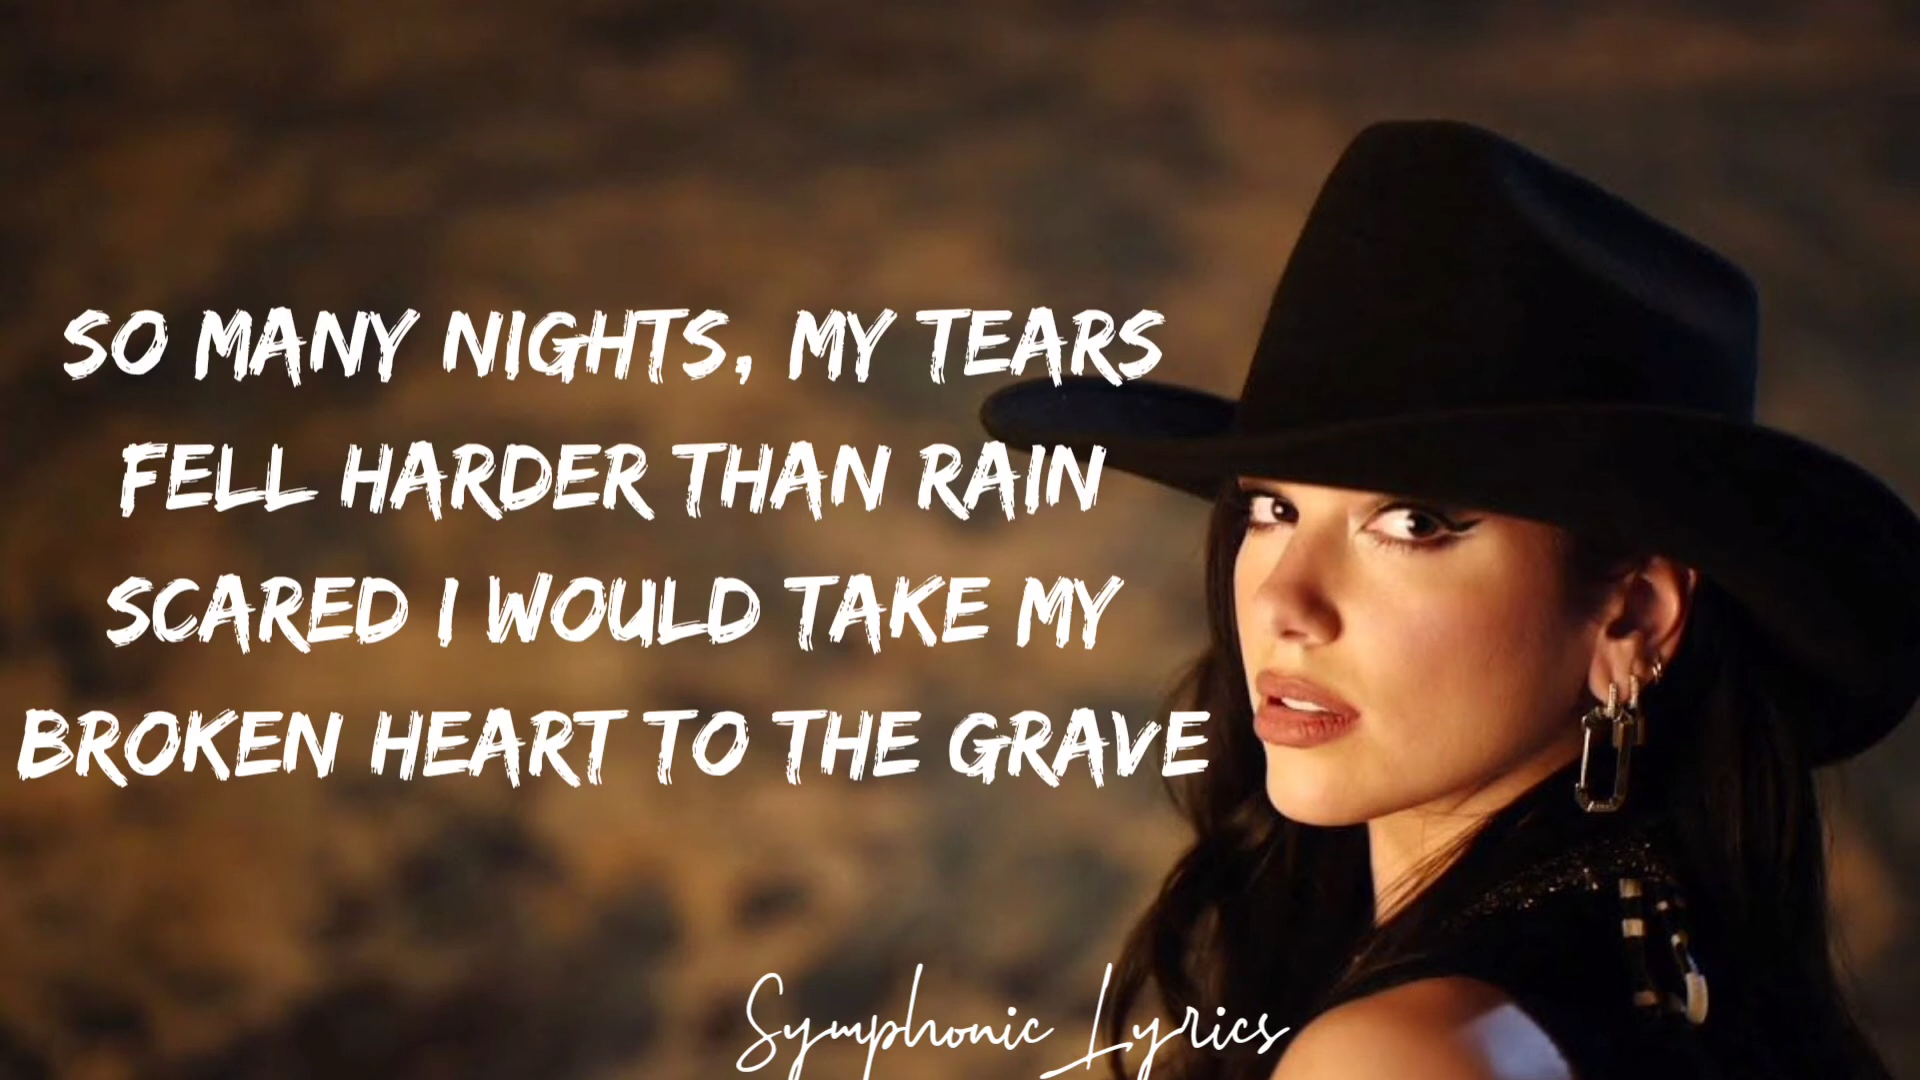 SO MANY NIGHTS, MY TEARS
FELL HARDER THAN RAIN
SCARED I WOULD TAKE MY
BROKEN HEART TO THE GRAVE
Symphonic Lyrics